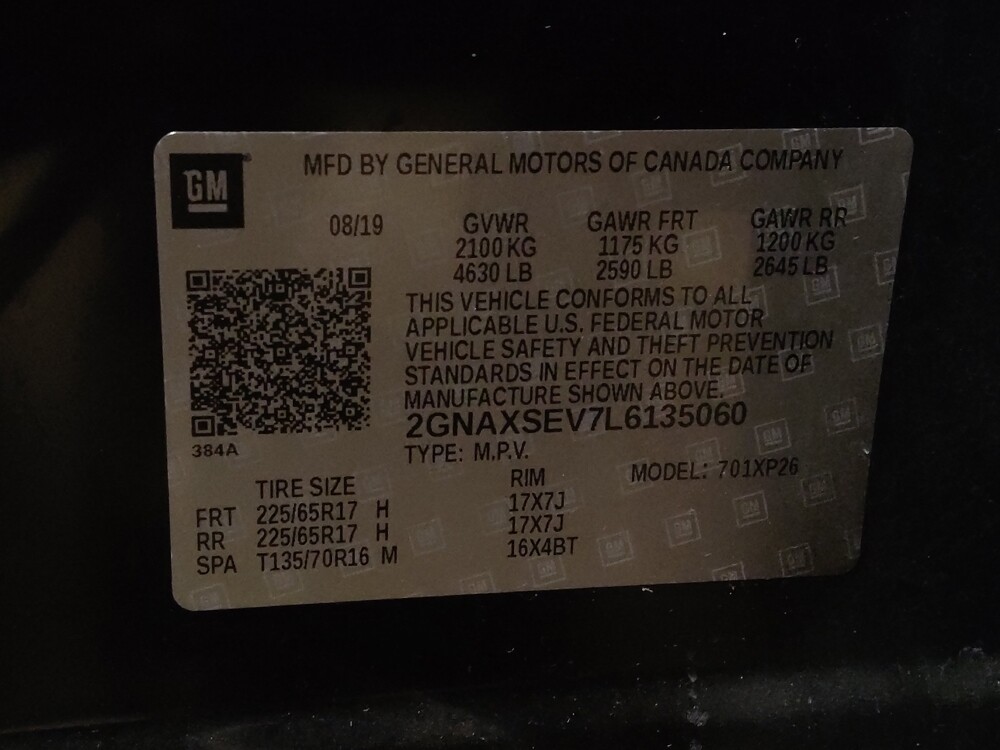 GM
MFD BY GENERAL MOTORS OF CANADA COMPANY
08/19 GVWR GAWR FRT GAWR RR
2100 KG 1175 KG 1200 KG
4630 LB 2590 LB 2645 LB
THIS VEHICLE CONFORMS TO ALL
APPLICABLE U.S. FEDERAL MOTOR
VEHICLE SAFETY AND THEFT PREVENTION
STANDARDS IN EFFECT ON THE DATE OF
MANUFACTURE SHOWN ABOVE.
2GNAXSEV7L6135060
384A
TYPE: M.P.V. MODEL: 701XP26
TIRE SIZE RIM
FRT 225/65R17 H 17X7J
RR 225/65R17 H 17X7J
SPA T135/70R16 M 16X4BT